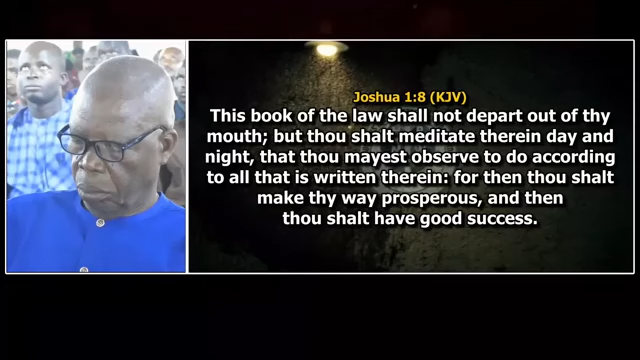 Joshua 1:8 (KJV)
This book of the law shall not depart out of thy
mouth; but thou shalt meditate therein day and
night, that thou mayest observe to do according
to all that is written therein: for then thou shalt
make thy way prosperous, and then
thou shalt have good success.